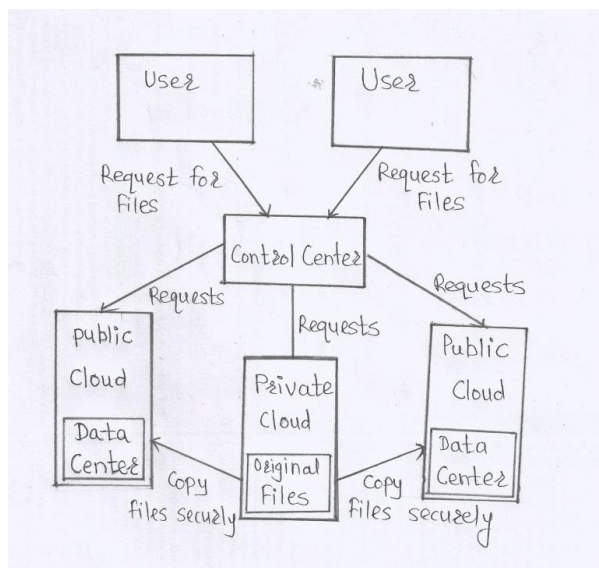 User
User
Request for
Files
Request for
Files
Control Center
Requests
Requests
Requests
public
Cloud
Data
Center
Private
Cloud
Original
Files
Public
Cloud
Data
Center
Copy
Files securly
Copy
Files securely